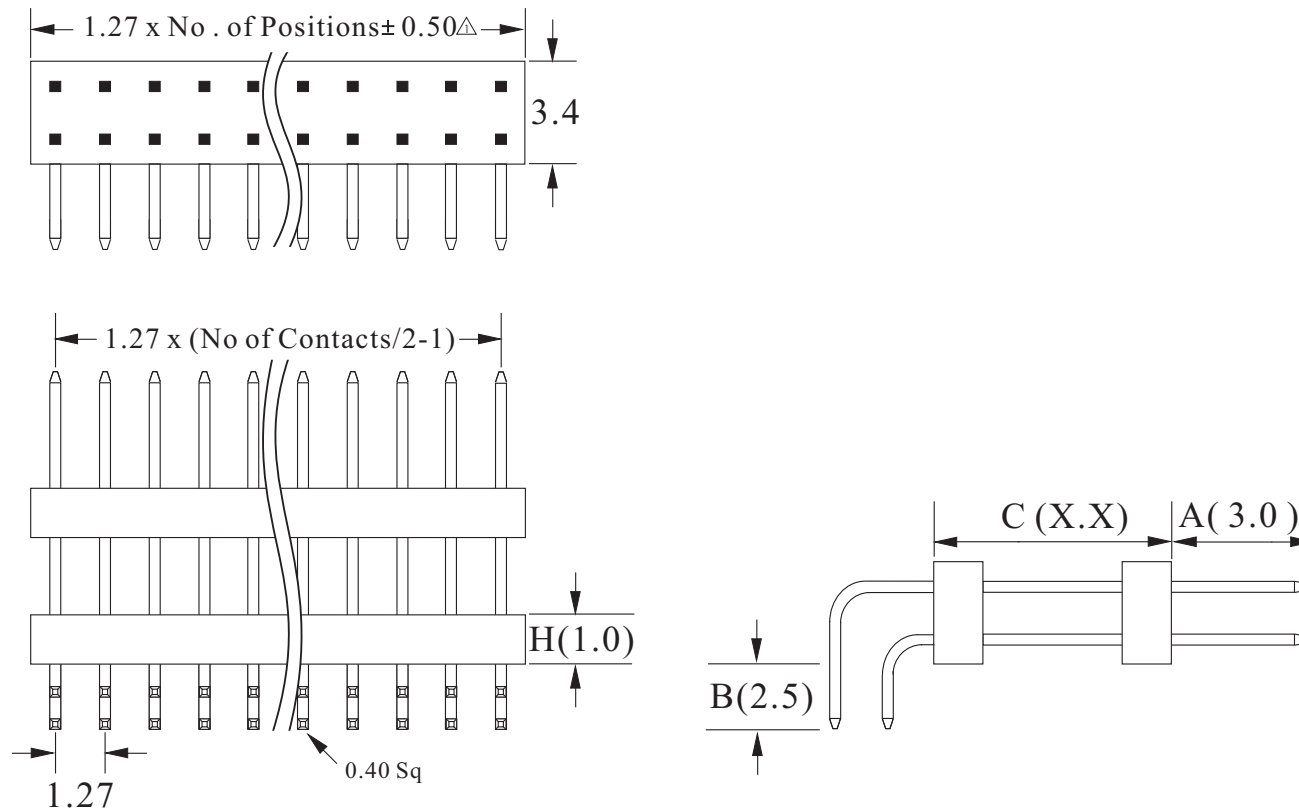 1.27 x No . of Positions± 0.50⚠1
3.4
1.27 x (No of Contacts/2-1)
C (X.X)
A( 3.0 )
H(1.0)
B(2.5)
0.40 Sq
1.27